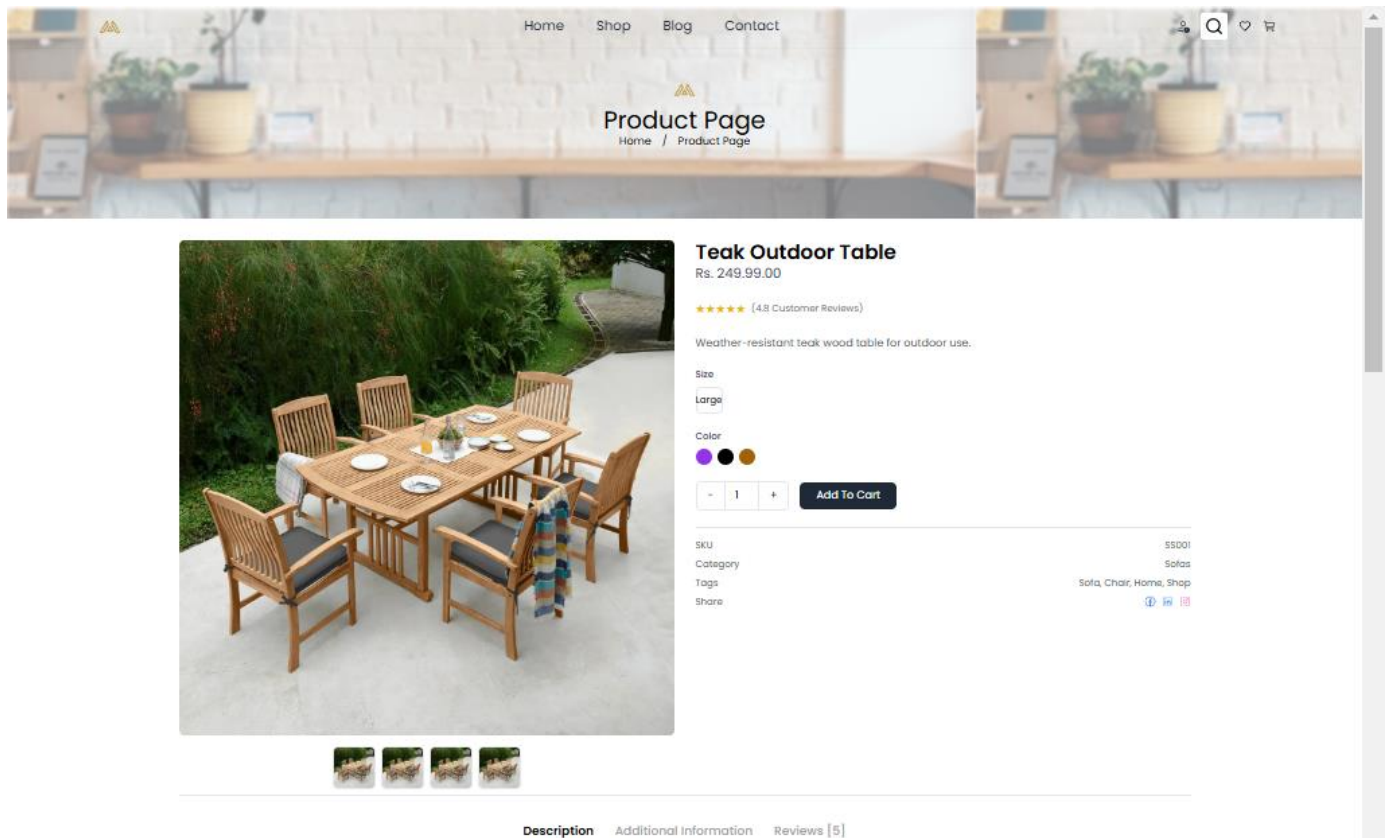 Home Shop Blog Contact
Product Page
Home / Product Page
Teak Outdoor Table
Rs. 249.99.00
(4.8 Customer Reviews)
Weather-resistant teak wood table for outdoor use.
Size
Large
Color
- 1 + Add To Cart
SKU SS001
Category Sofas
Tags Sofa, Chair, Home, Shop
Share
Description Additional Information Reviews [5]